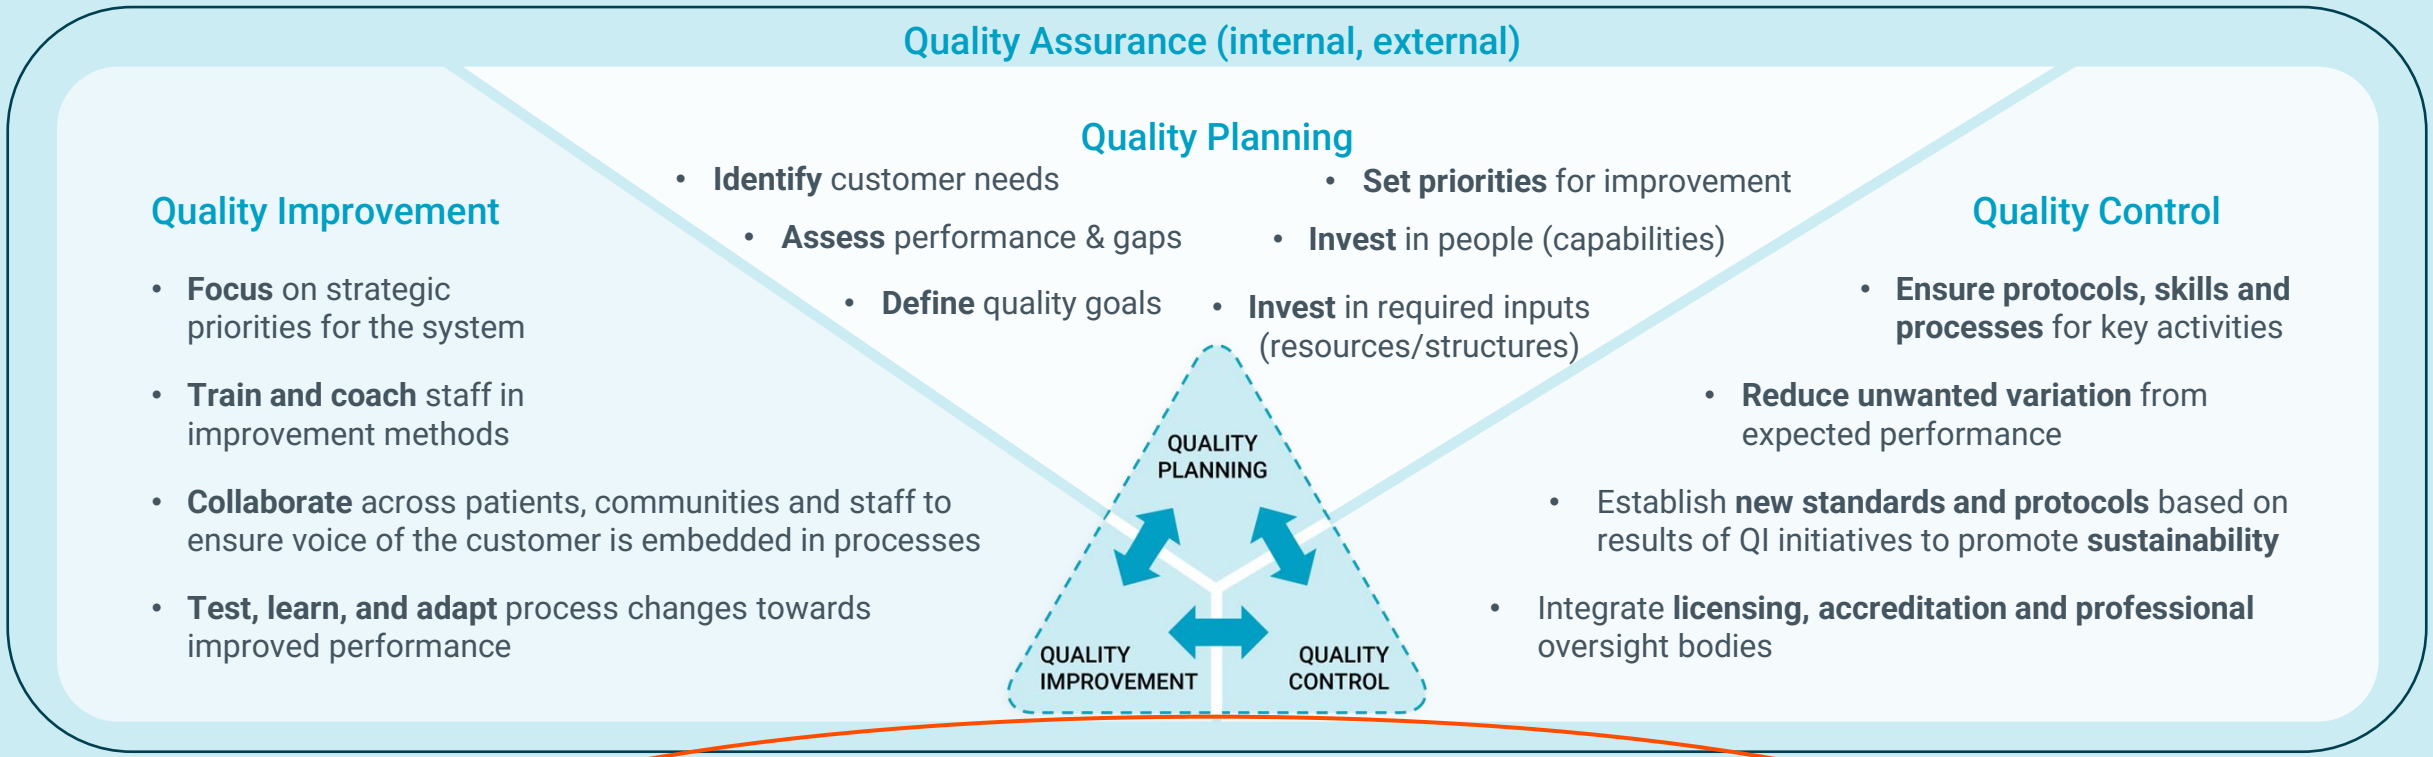 Quality Assurance (internal, external)
Quality Planning
• Identify customer needs
• Assess performance & gaps
• Define quality goals
• Set priorities for improvement
• Invest in people (capabilities)
• Invest in required inputs
(resources/structures)
Quality Improvement
• Focus on strategic
priorities for the system
• Train and coach staff in
improvement methods
• Collaborate across patients, communities and staff to
ensure voice of the customer is embedded in processes
• Test, learn, and adapt process changes towards
improved performance
Quality Control
• Ensure protocols, skills and
processes for key activities
• Reduce unwanted variation from
expected performance
• Establish new standards and protocols based on
results of QI initiatives to promote sustainability
• Integrate licensing, accreditation and professional
oversight bodies
QUALITY
PLANNING
QUALITY
IMPROVEMENT
QUALITY
CONTROL